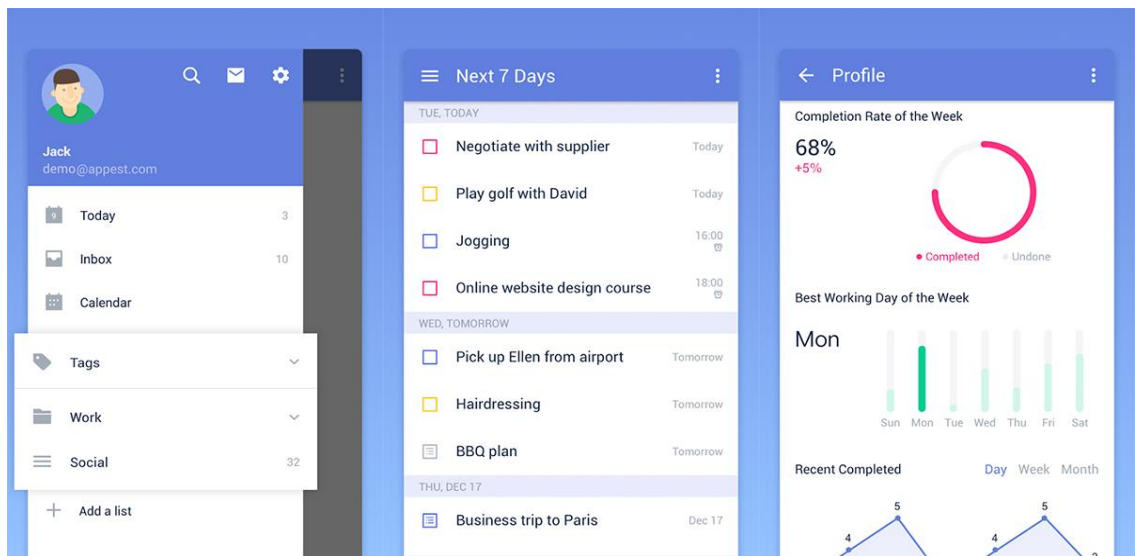 Jack
demo@appest.com
9
Today 3
Inbox 10
Calendar
Tags
Work
Social 32
Add a list
Next 7 Days
TUE, TODAY
Negotiate with supplier Today
Play golf with David Today
Jogging 16:00
Online website design course 18:00
WED, TOMORROW
Pick up Ellen from airport Tomorrow
Hairdressing Tomorrow
BBQ plan Tomorrow
THU, DEC 17
Business trip to Paris Dec 17
Profile
Completion Rate of the Week
68%
+5%
Completed Undone
Best Working Day of the Week
Mon
Sun Mon Tue Wed Thu Fri Sat
Recent Completed Day Week Month
5 5
4 4